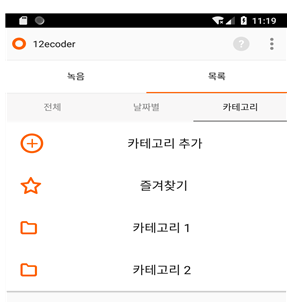 11:19
12ecoder
?
녹음 목록
전체 날짜별 카테고리
카테고리 추가
즐겨찾기
카테고리 1
카테고리 2